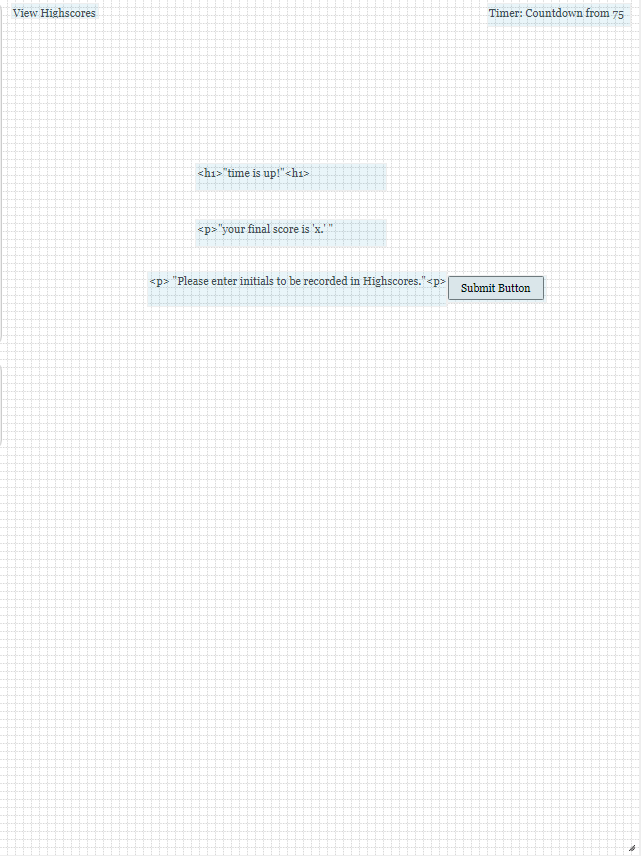 View Highscores
Timer: Countdown from 75
<h1>"time is up!"<h1>
<p>"your final score is 'x.' "
<p> "Please enter initials to be recorded in Highscores."<p>
Submit Button